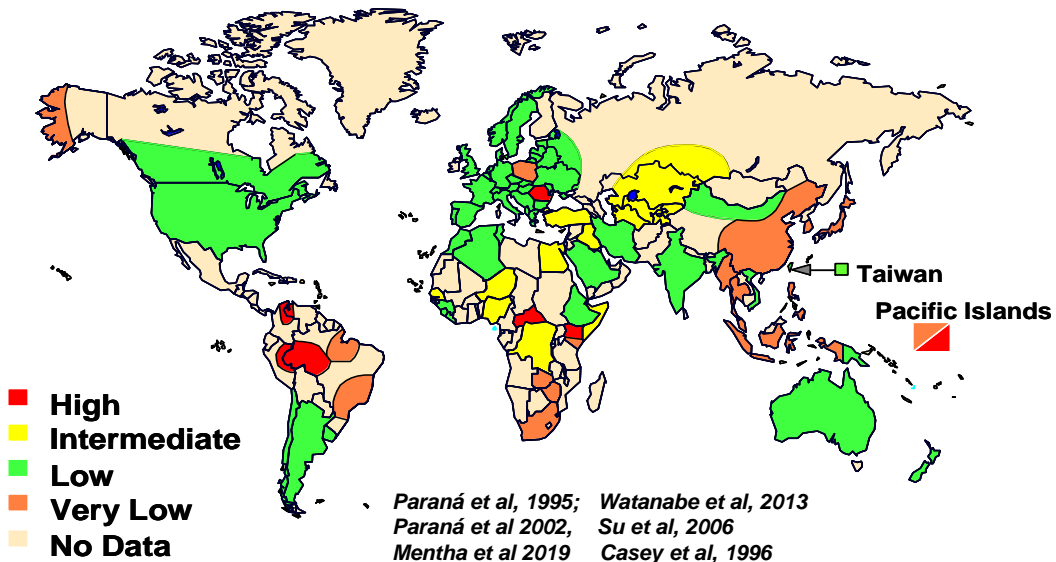 Taiwan
Pacific Islands
High
Intermediate
Low
Very Low
No Data
Paraná et al, 1995; Watanabe et al, 2013
Paraná et al 2002, Su et al, 2006
Mentha et al 2019 Casey et al, 1996